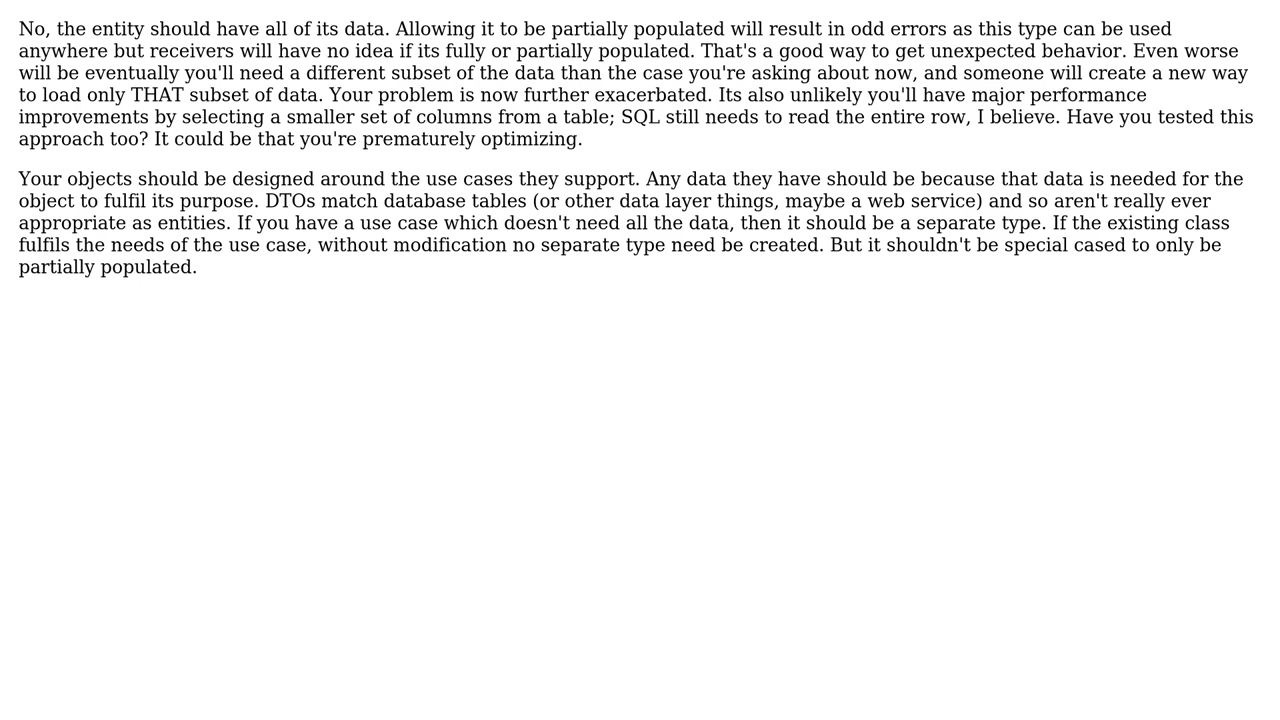 No, the entity should have all of its data. Allowing it to be partially populated will result in odd errors as this type can be used
anywhere but receivers will have no idea if its fully or partially populated. That's a good way to get unexpected behavior. Even worse
will be eventually you'll need a different subset of the data than the case you're asking about now, and someone will create a new way
to load only THAT subset of data. Your problem is now further exacerbated. Its also unlikely you'll have major performance
improvements by selecting a smaller set of columns from a table; SQL still needs to read the entire row, I believe. Have you tested this
approach too? It could be that you're prematurely optimizing.
Your objects should be designed around the use cases they support. Any data they have should be because that data is needed for the
object to fulfil its purpose. DTOs match database tables (or other data layer things, maybe a web service) and so aren't really ever
appropriate as entities. If you have a use case which doesn't need all the data, then it should be a separate type. If the existing class
fulfils the needs of the use case, without modification no separate type need be created. But it shouldn't be special cased to only be
partially populated.